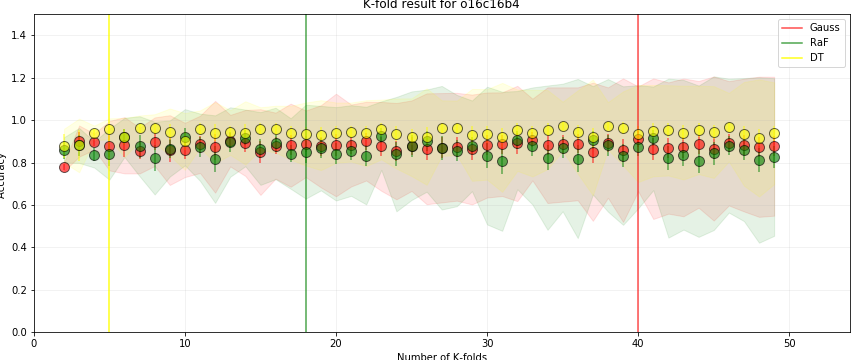 K-fold result for o16c16b4
1.4
1.2
1.0
0.8
0.6
0.4
0.2
0.0
Accuracy
0 10 20 30 40 50
Number of K-folds
Gauss
RaF
DT